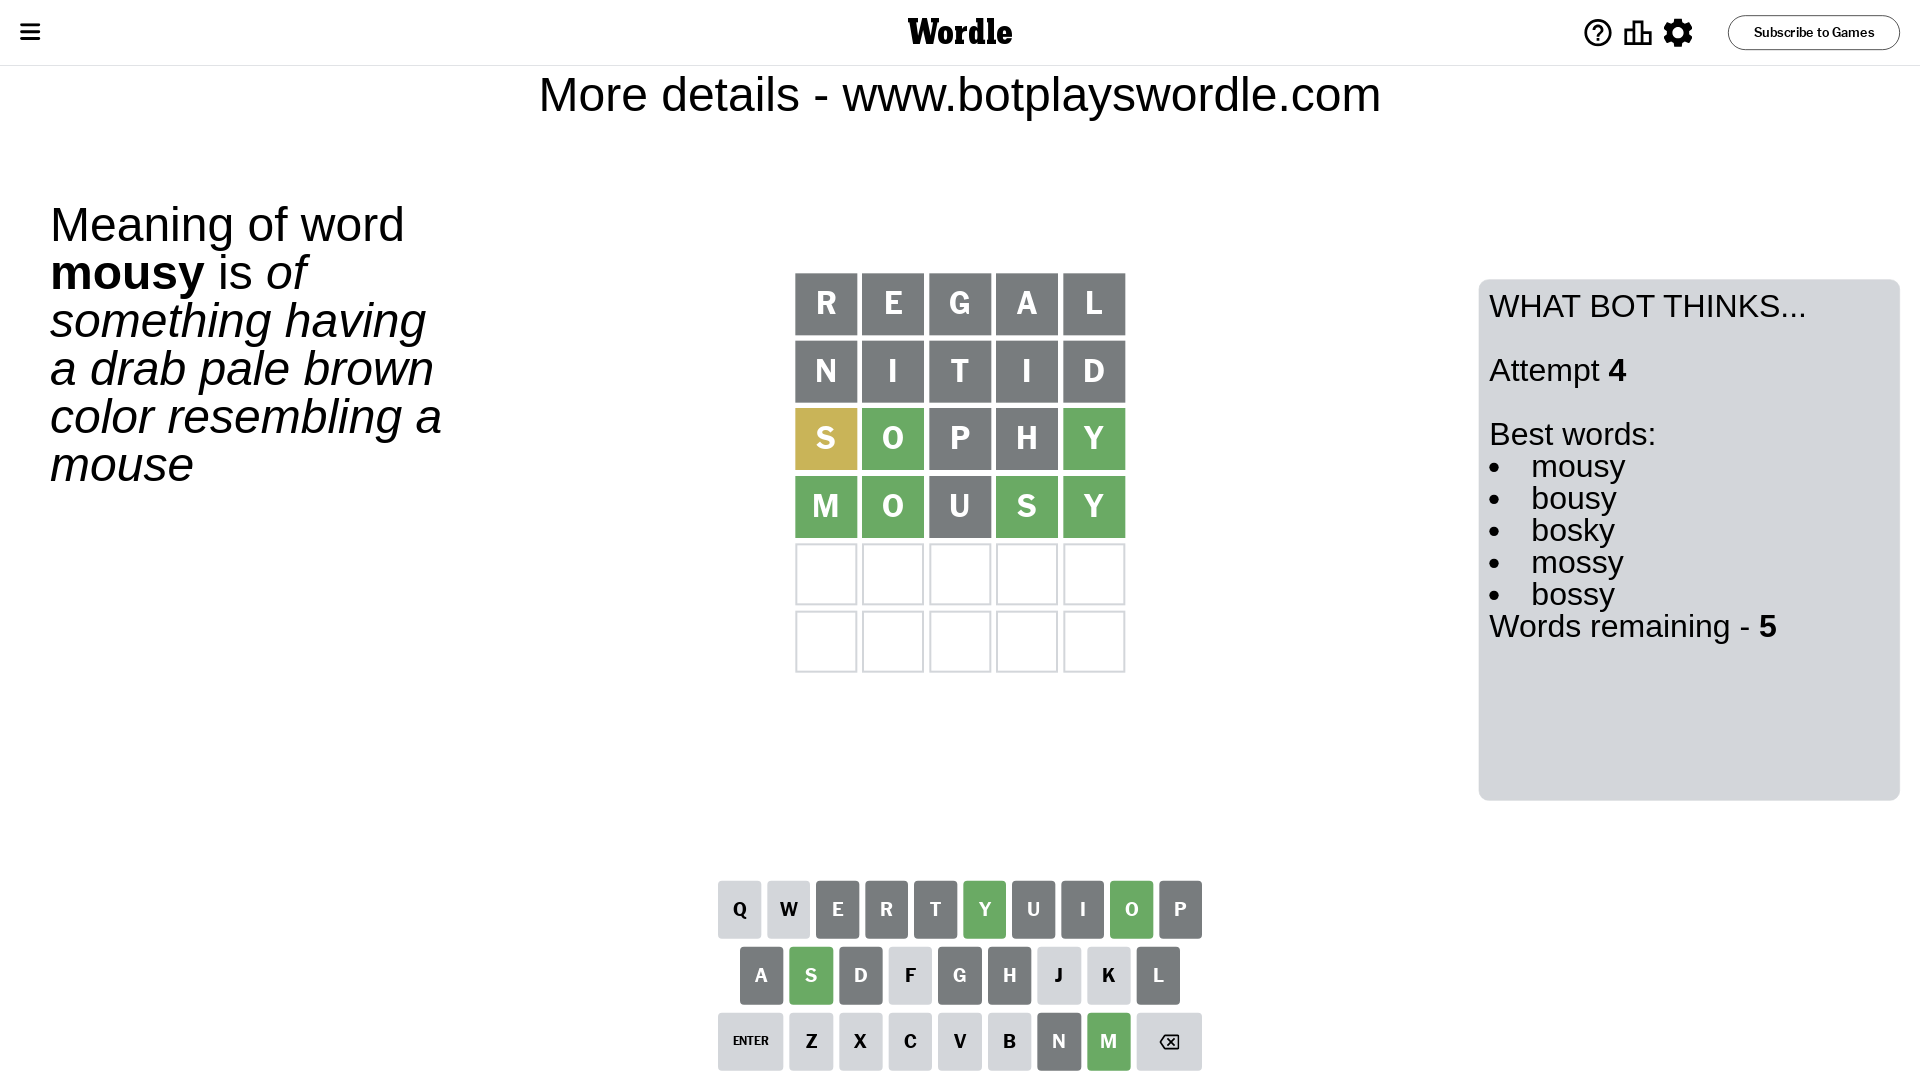 Wordle
Subscribe to Games
More details - www.botplayswordle.com
Meaning of word
mousy is of
something having
a drab pale brown
color resembling a
mouse
R E G A L
N I T I D
S O P H Y
M O U S Y
WHAT BOT THINKS...
Attempt 4
Best words:
• mousy
• bousy
• bosky
• mossy
• bossy
Words remaining - 5
Q W E R T Y U I O P
A S D F G H J K L
ENTER Z X C V B N M